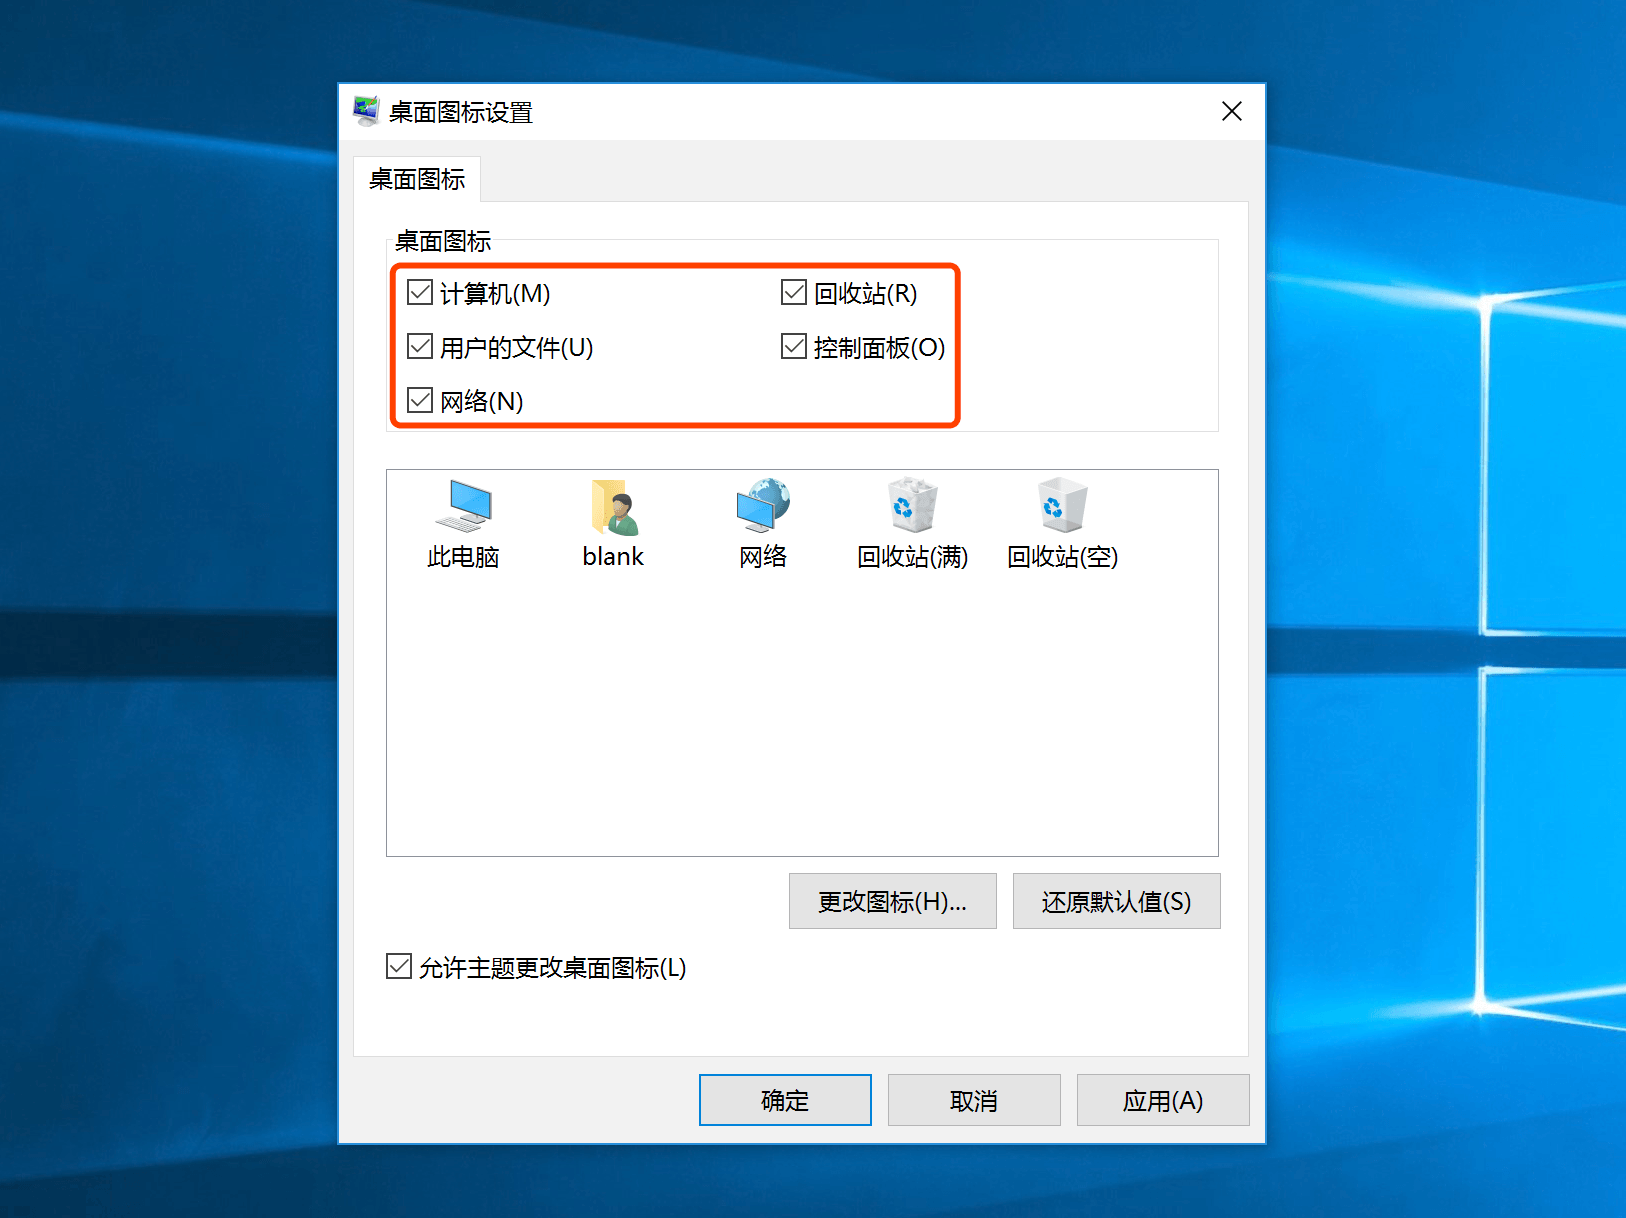 桌面图标设置
桌面图标
桌面图标
计算机(M)
回收站(R)
用户的文件(U)
控制面板(O)
网络(N)
此电脑
blank
网络
回收站(满)
回收站(空)
更改图标(H)...
还原默认值(S)
允许主题更改桌面图标(L)
确定
取消
应用(A)